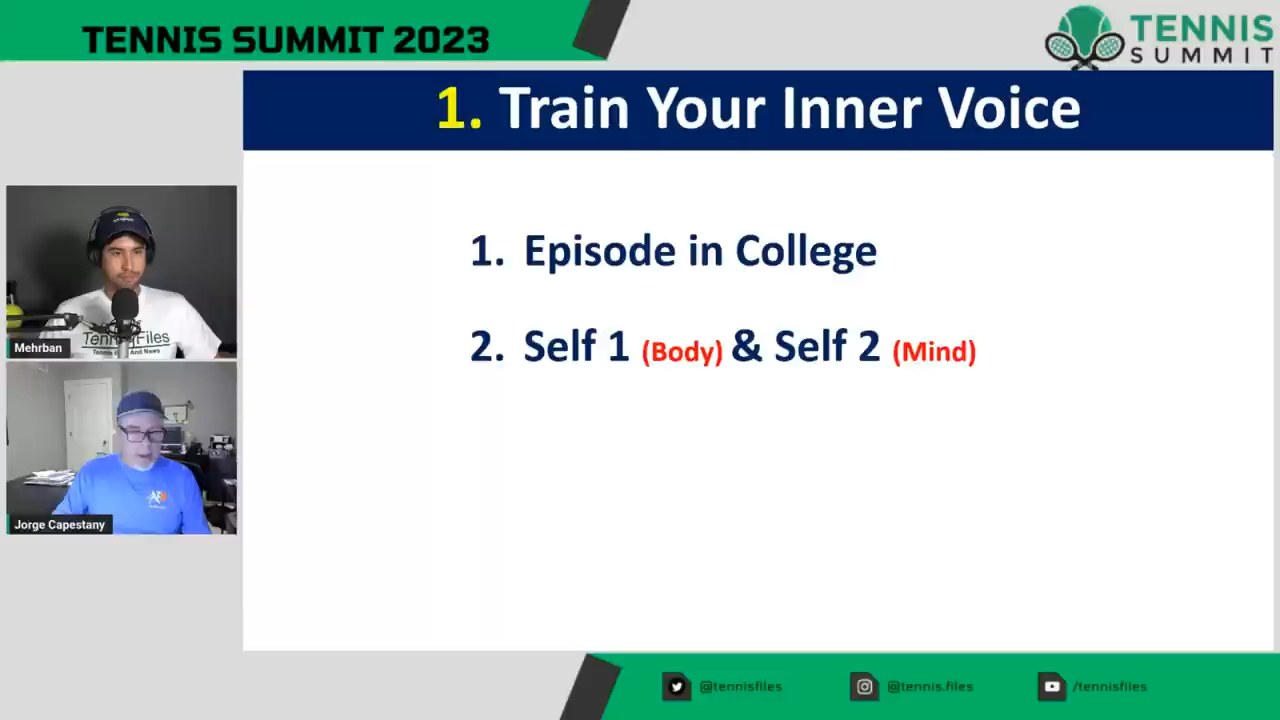 TENNIS SUMMIT 2023
TENNIS
SUMMIT
1. Train Your Inner Voice
1. Episode in College
2. Self 1 (Body) & Self 2 (Mind)
Mehrban
Jorge Capestany
@tennisfiles
@tennis.files
/tennisfiles